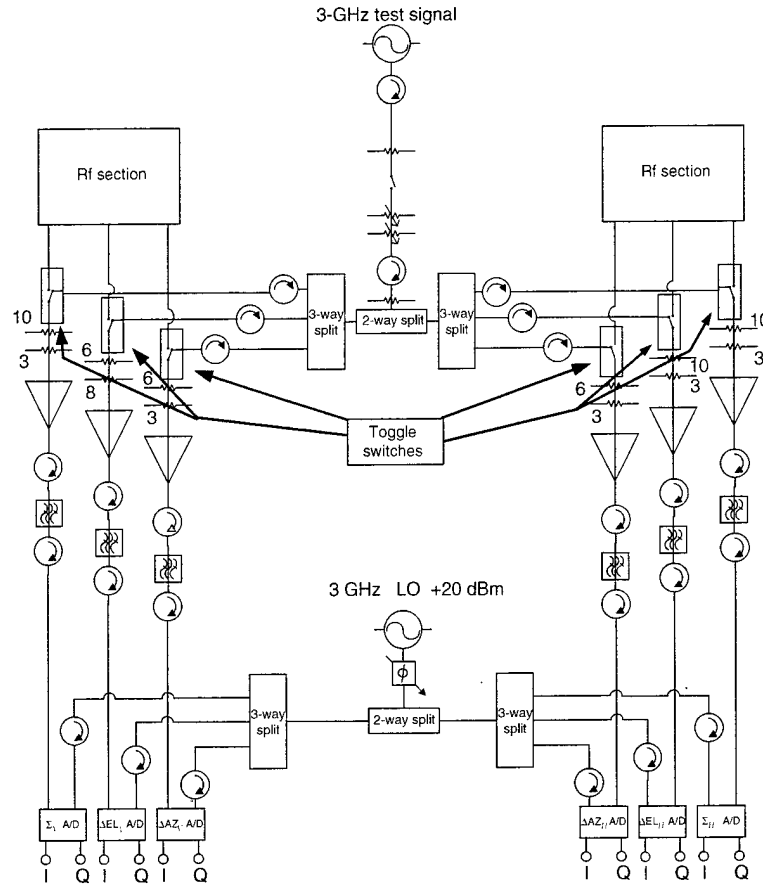 3-GHz test signal
Rf section
Rf section
3-way
split
2-way split
3-way
split
10
3
6
8
6
3
6
3
10
3
10
3
Toggle
switches
3 GHz LO +20 dBm
ϕ
3-way
split
2-way split
3-way
split
A/D
ΔEL A/D
ΔAZ A/D
ΔAZ A/D
ΔEL A/D
A/D
I Q I Q I Q I Q I Q I Q